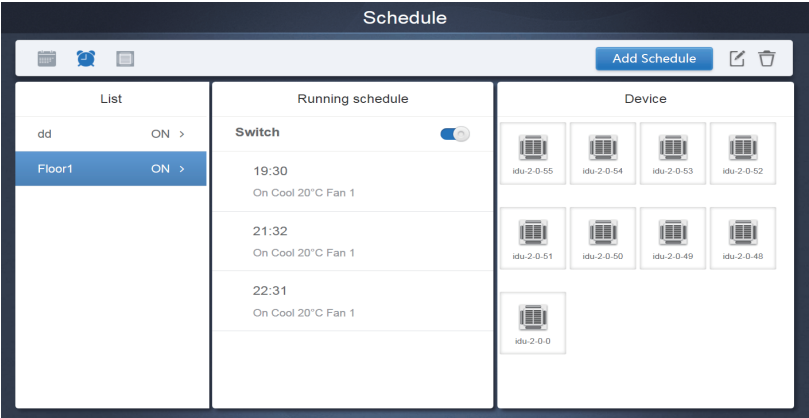 Schedule
Add Schedule
List
dd ON >
Floor1 ON >
Running schedule
Switch
19:30
On Cool 20°C Fan 1
21:32
On Cool 20°C Fan 1
22:31
On Cool 20°C Fan 1
Device
idu-2-0-55 idu-2-0-54 idu-2-0-53 idu-2-0-52
idu-2-0-51 idu-2-0-50 idu-2-0-49 idu-2-0-48
idu-2-0-0